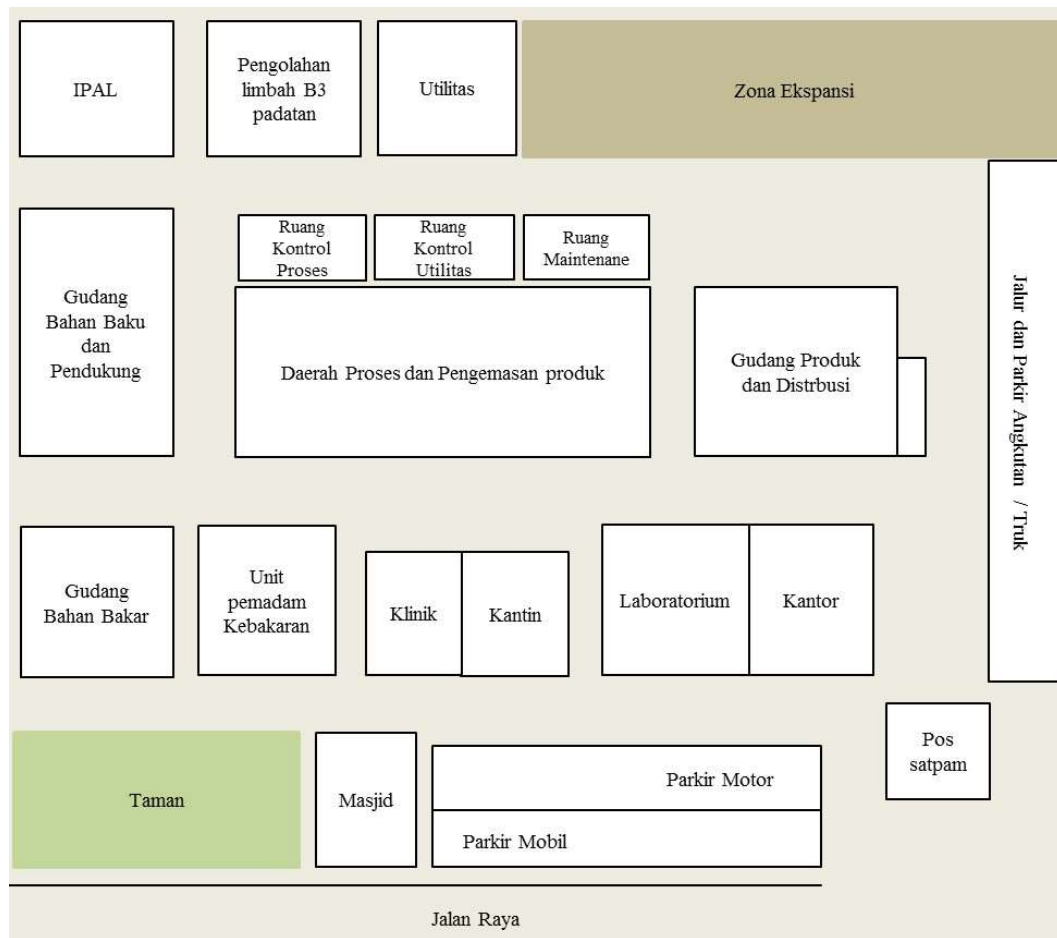 IPAL
Pengolahan
limbah B3
padatan
Utilitas
Zona Ekspansi
Gudang
Bahan Baku
dan
Pendukung
Ruang
Kontrol
Proses
Ruang
Kontrol
Utilitas
Ruang
Maintenane
Daerah Proses dan Pengemasan produk
Gudang Produk
dan Distrbusi
Jalur dan Parkir Angkutan / Truk
Gudang
Bahan Bakar
Unit
pemadam
Kebakaran
Klinik
Kantin
Laboratorium
Kantor
Pos
satpam
Taman
Masjid
Parkir Motor
Parkir Mobil
Jalan Raya